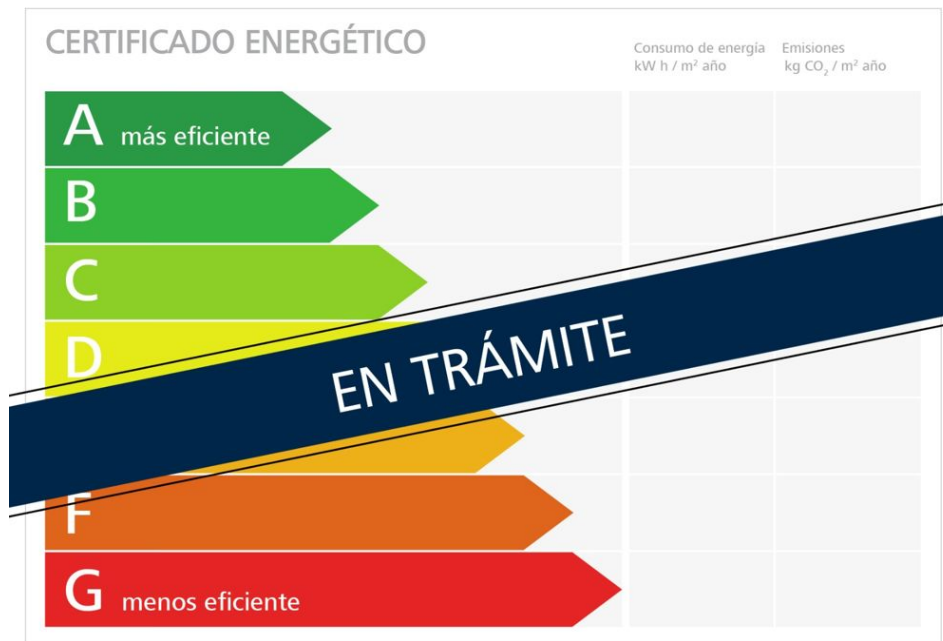 CERTIFICADO ENERGÉTICO
Consumo de energía
kW h / m² año
Emisiones
kg CO₂ / m² año
A más eficiente
B
C
D
EN TRÁMITE
F
G menos eficiente